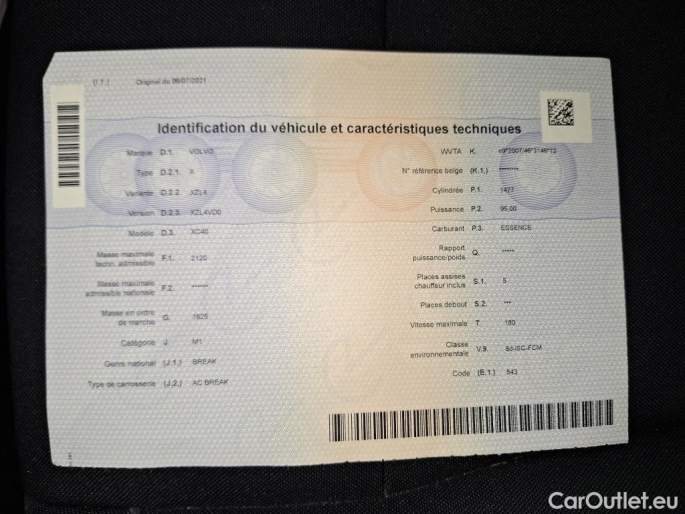 (I.1.) Original du 06/07/2021
Identification du véhicule et caractéristiques techniques
Marque D.1. VOLVO
Type D.2.1. X
Variante D.2.2. XZL4
Version D.2.3. XZL4VD0
Modèle D.3. XC40
Masse maximale
techn. admissible F.1. 2120
Masse maximale
admissible nationale F.2. ******
Masse en ordre
de marche G. 1625
Catégorie J. M1
Genre national (J.1.) BREAK
Type de carrosserie (J.2.) AC BREAK
WVTA K.
N° référence belge (K.1.) ********
Cylindrée P.1. 1477
Puissance P.2. 95,00
Carburant P.3. ESSENCE
Rapport
puissance/poids Q. *****
Places assises
chauffeur inclus S.1. 5
Places debout S.2. ***
Vitesse maximale T. 180
Classe
environnementale V.9.
Code (E.1.) 843
CarOutlet.eu